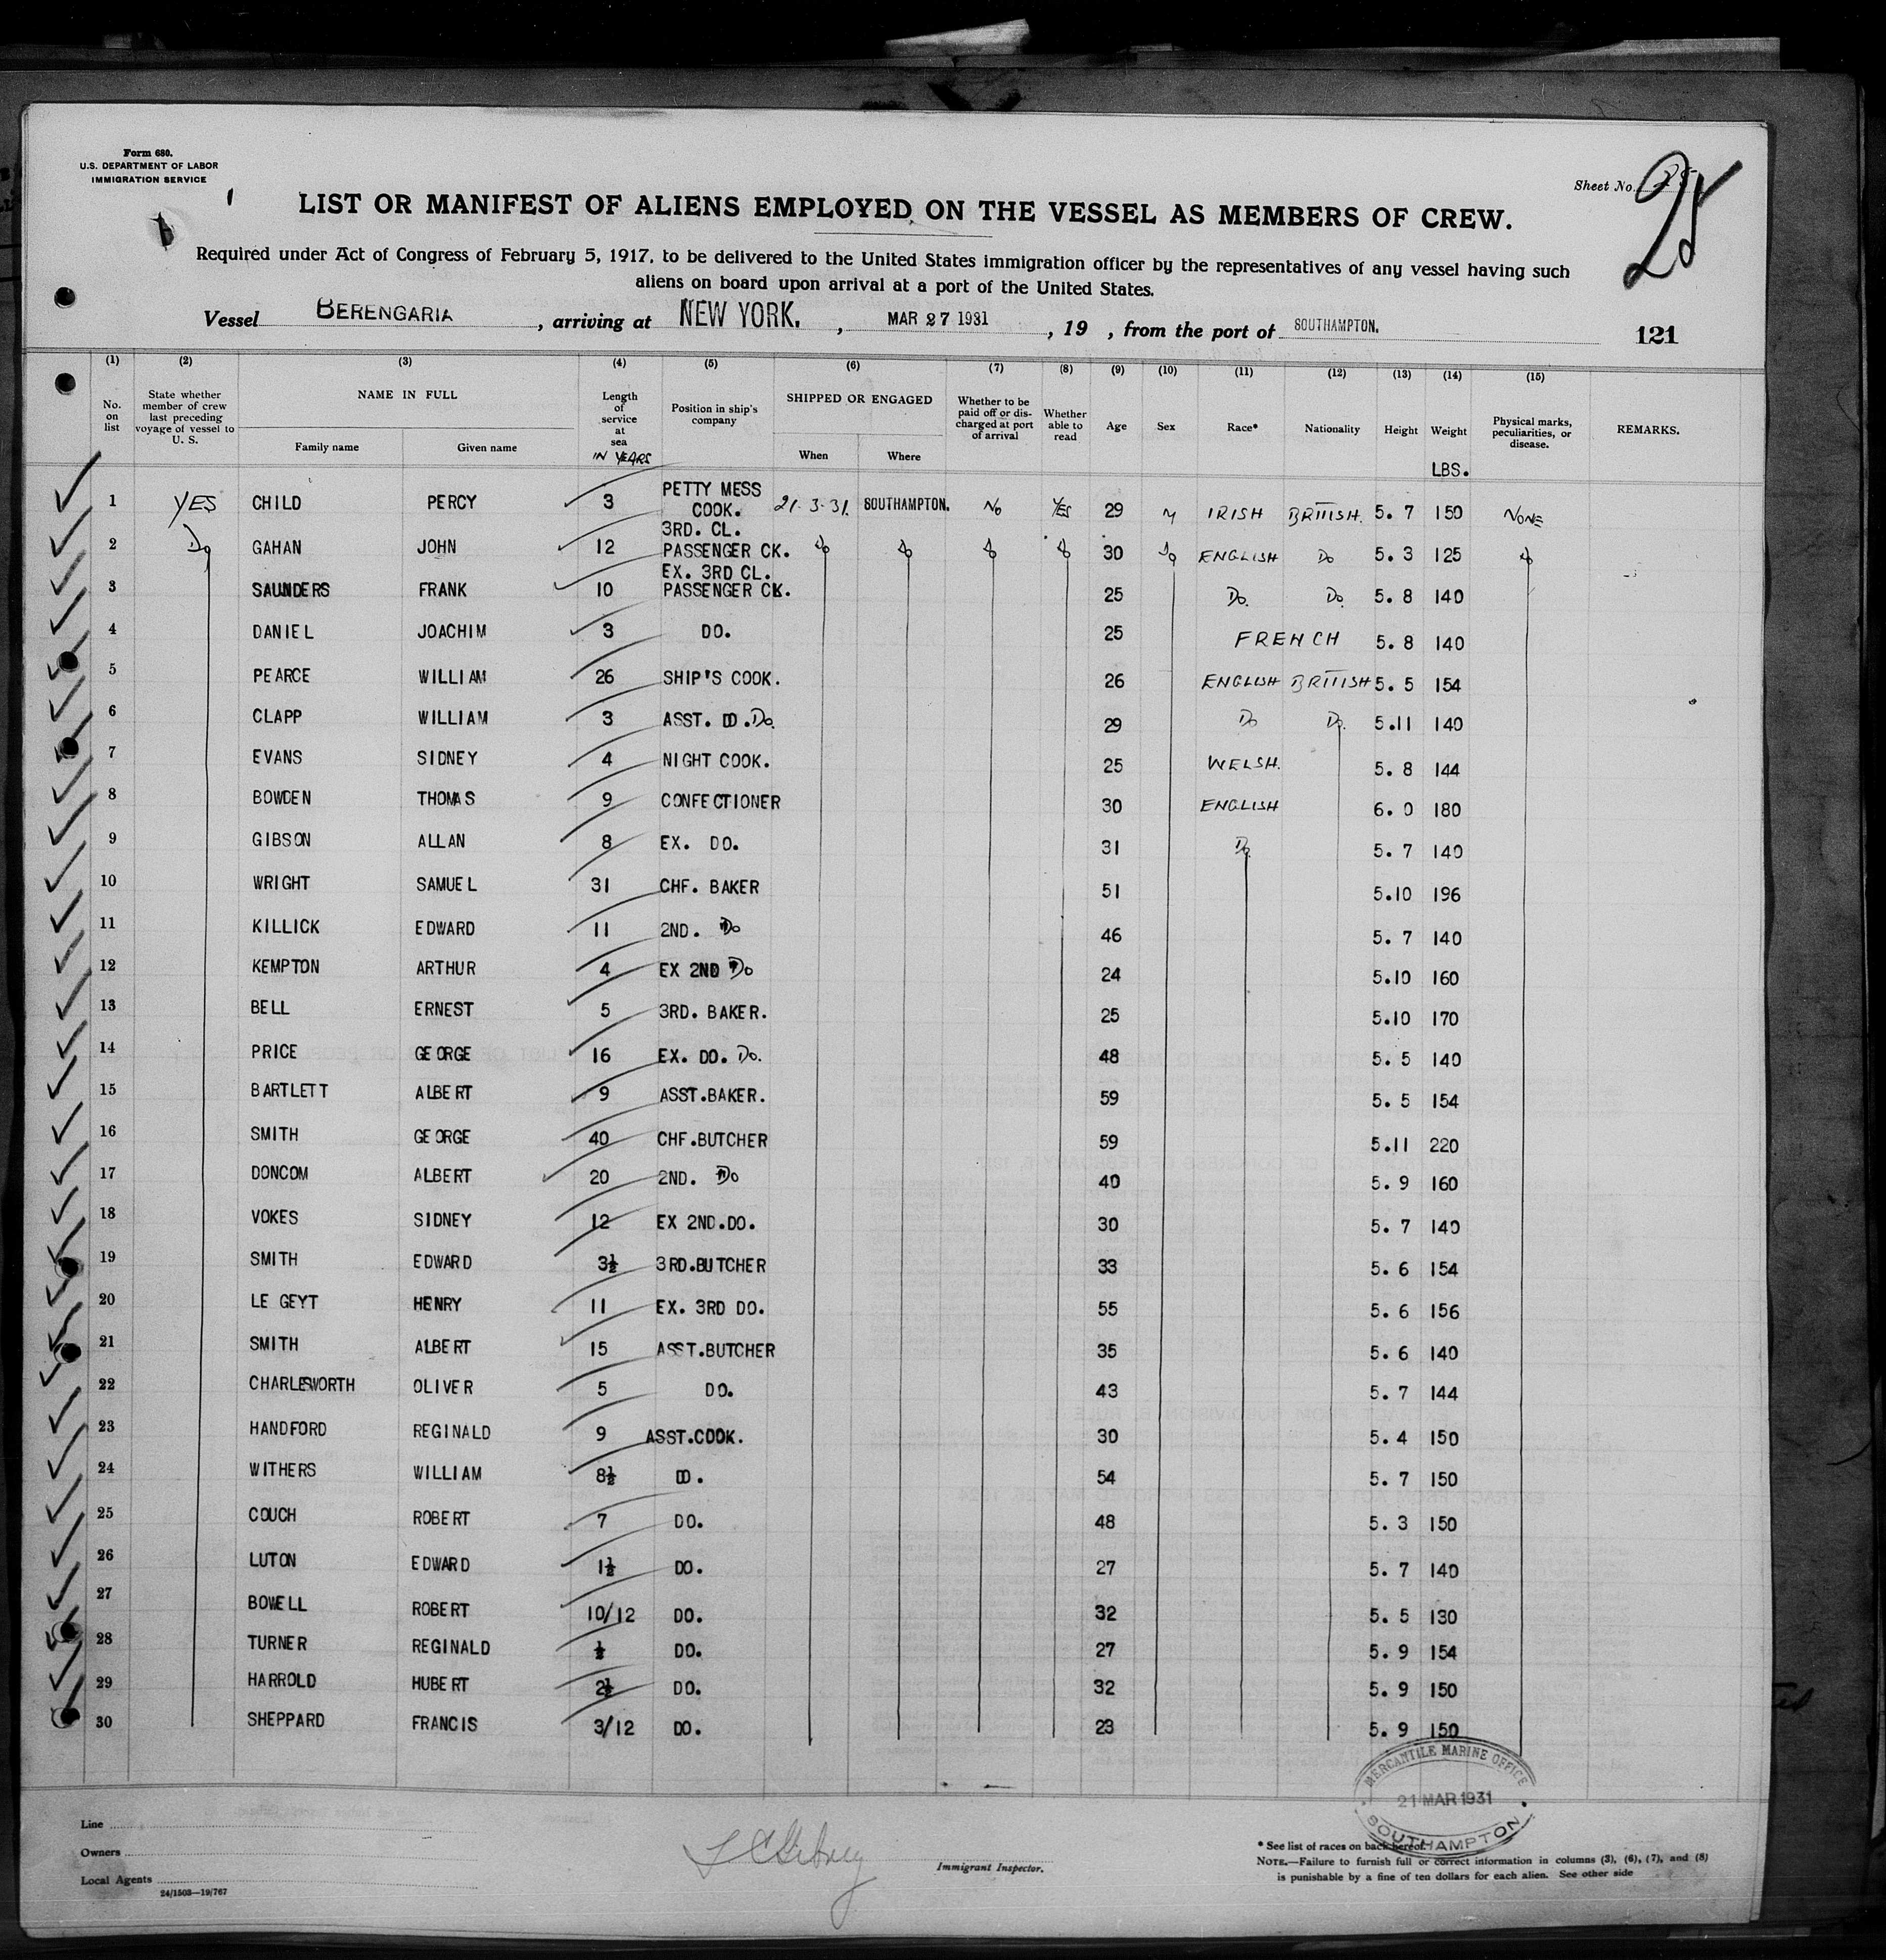 Form 680.
U.S. DEPARTMENT OF LABOR
IMMIGRATION SERVICE
Sheet No. 25
LIST OR MANIFEST OF ALIENS EMPLOYED ON THE VESSEL AS MEMBERS OF CREW.
Required under Act of Congress of February 5, 1917, to be delivered to the United States immigration officer by the representatives of any vessel having such
aliens on board upon arrival at a port of the United States.
Vessel BERENGARIA, arriving at NEW YORK., MAR 27 1931, 19 , from the port of SOUTHAMPTON.
121
(1) (2) (3) (4) (5) (6) (7) (8) (9) (10) (11) (12) (13) (14) (15)
No. on list
State whether member of crew last preceding voyage of vessel to U. S.
NAME IN FULL
Family name Given name
Length of service at sea IN YEARS
Position in ship's company
SHIPPED OR ENGAGED
When Where
Whether to be paid off or discharged at port of arrival
Whether able to read
Age Sex Race* Nationality Height Weight LBS.
Physical marks, peculiarities, or disease.
REMARKS.
1 YES CHILD PERCY 3 PETTY MESS COOK. 21-3-31. SOUTHAMPTON. No YES 29 M IRISH BRITISH. 5. 7 150 NONE
2 Do GAHAN JOHN 12 3RD. CL. PASSENGER CK. Do Do Do Do 30 Do ENGLISH Do 5. 3 125 Do
3 SAUNDERS FRANK 10 EX. 3RD CL. PASSENGER CK. 25 Do. Do 5. 8 140
4 DANIEL JOACHIM 3 DO. 25 FRENCH 5. 8 140
5 PEARCE WILLIAM 26 SHIP'S COOK. 26 ENGLISH BRITISH 5. 5 154
6 CLAPP WILLIAM 3 ASST. DO. Do. 29 Do Do. 5.11 140
7 EVANS SIDNEY 4 NIGHT COOK. 25 WELSH. 5. 8 144
8 BOWDEN THOMAS 9 CONFECTIONER 30 ENGLISH 6. 0 180
9 GIBSON ALLAN 8 EX. DO. 31 Do 5. 7 140
10 WRIGHT SAMUEL 31 CHF. BAKER 51 5.10 196
11 KILLICK EDWARD 11 2ND. Do 46 5. 7 140
12 KEMPTON ARTHUR 4 EX 2ND Do 24 5.10 160
13 BELL ERNEST 5 3RD. BAKER. 25 5.10 170
14 PRICE GEORGE 16 EX. DO. Do. 48 5. 5 140
15 BARTLETT ALBERT 9 ASST.BAKER. 59 5. 5 154
16 SMITH GEORGE 40 CHF.BUTCHER 59 5.11 220
17 DONCOM ALBERT 20 2ND. Do 40 5. 9 160
18 VOKES SIDNEY 12 EX 2ND.DO. 30 5. 7 140
19 SMITH EDWARD 3½ 3RD.BUTCHER 33 5. 6 154
20 LE GEYT HENRY 11 EX. 3RD DO. 55 5. 6 156
21 SMITH ALBERT 15 ASST.BUTCHER 35 5. 6 140
22 CHARLESWORTH OLIVER 5 DO. 43 5. 7 144
23 HANDFORD REGINALD 9 ASST.COOK. 30 5. 4 150
24 WITHERS WILLIAM 8½ DO. 54 5. 7 150
25 COUCH ROBERT 7 DO. 48 5. 3 150
26 LUTON EDWARD 1½ DO. 27 5. 7 140
27 BOWELL ROBERT 10/12 DO. 32 5. 5 130
28 TURNER REGINALD ½ DO. 27 5. 9 154
29 HARROLD HUBERT 2½ DO. 32 5. 9 150
30 SHEPPARD FRANCIS 3/12 DO. 23 5. 9 150
MERCANTILE MARINE OFFICE
21 MAR 1931
SOUTHAMPTON
Line
Owners
Local Agents
24/1503—19/767
Immigrant Inspector.
* See list of races on back hereof.
NOTE.—Failure to furnish full or correct information in columns (3), (6), (7), and (8)
is punishable by a fine of ten dollars for each alien. See other side